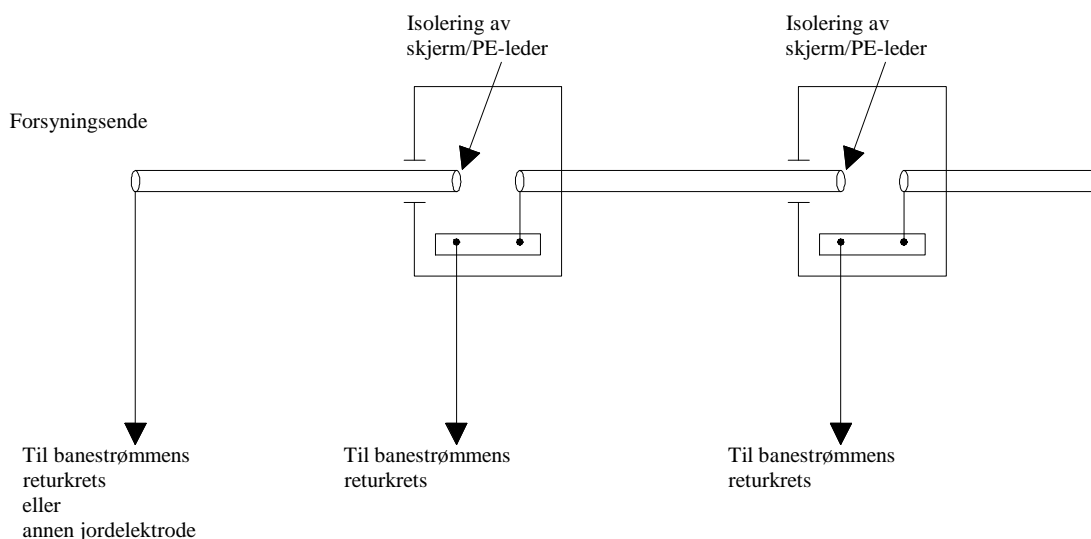 Isolering av
skjerm/PE-leder
Isolering av
skjerm/PE-leder
Forsyningsende
Til banestrømmens
returkrets
eller
annen jordelektrode
Til banestrømmens
returkrets
Til banestrømmens
returkrets